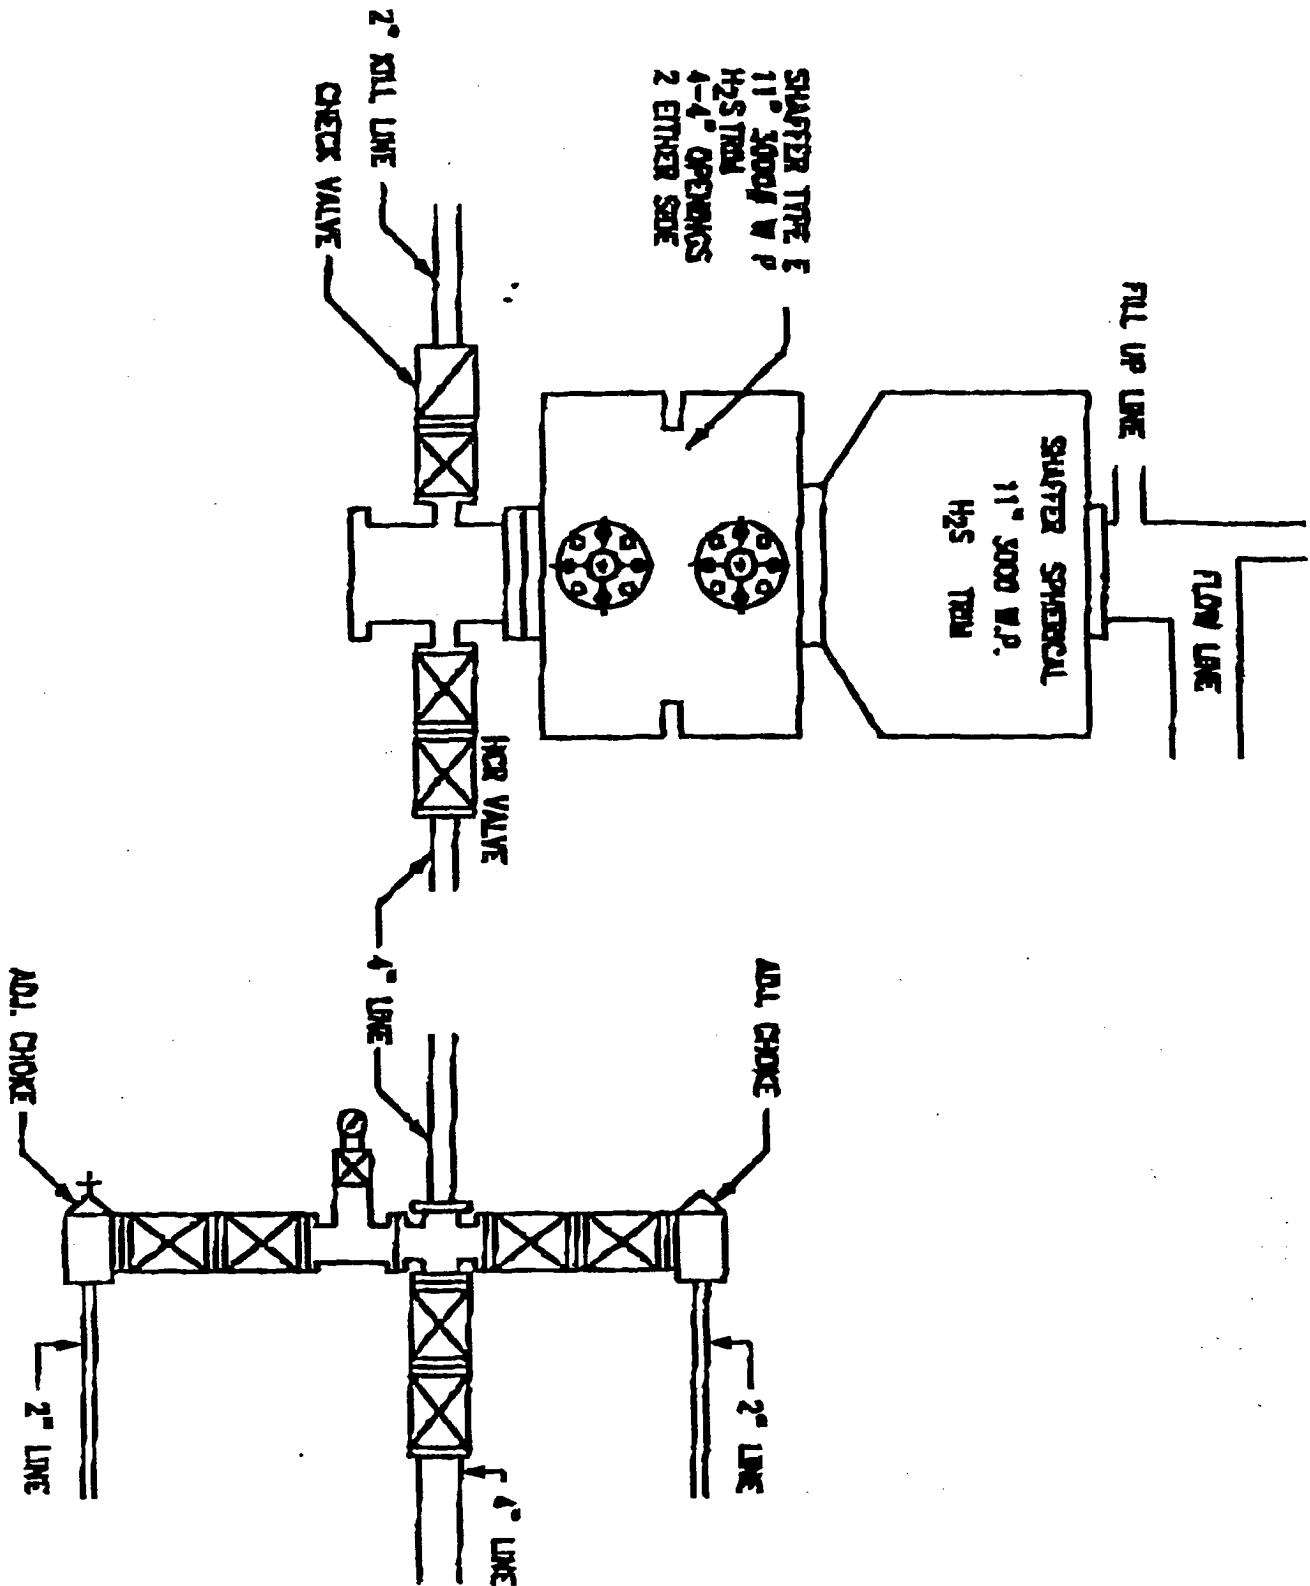 FILL UP LINE
FLOW LINE
SHAFFER SPHERICAL
11" 3000 W.P.
H2S TRIM
SHAFFER TYPE E
11" 3000# W P
H2S TRIM
4-4" OPENINGS
2 EITHER SIDE
2" KILL LINE
CHECK VALVE
HCR VALVE
4" LINE
ADJ. CHOKE
ADJ. CHOKE
2" LINE
4" LINE
2" LINE